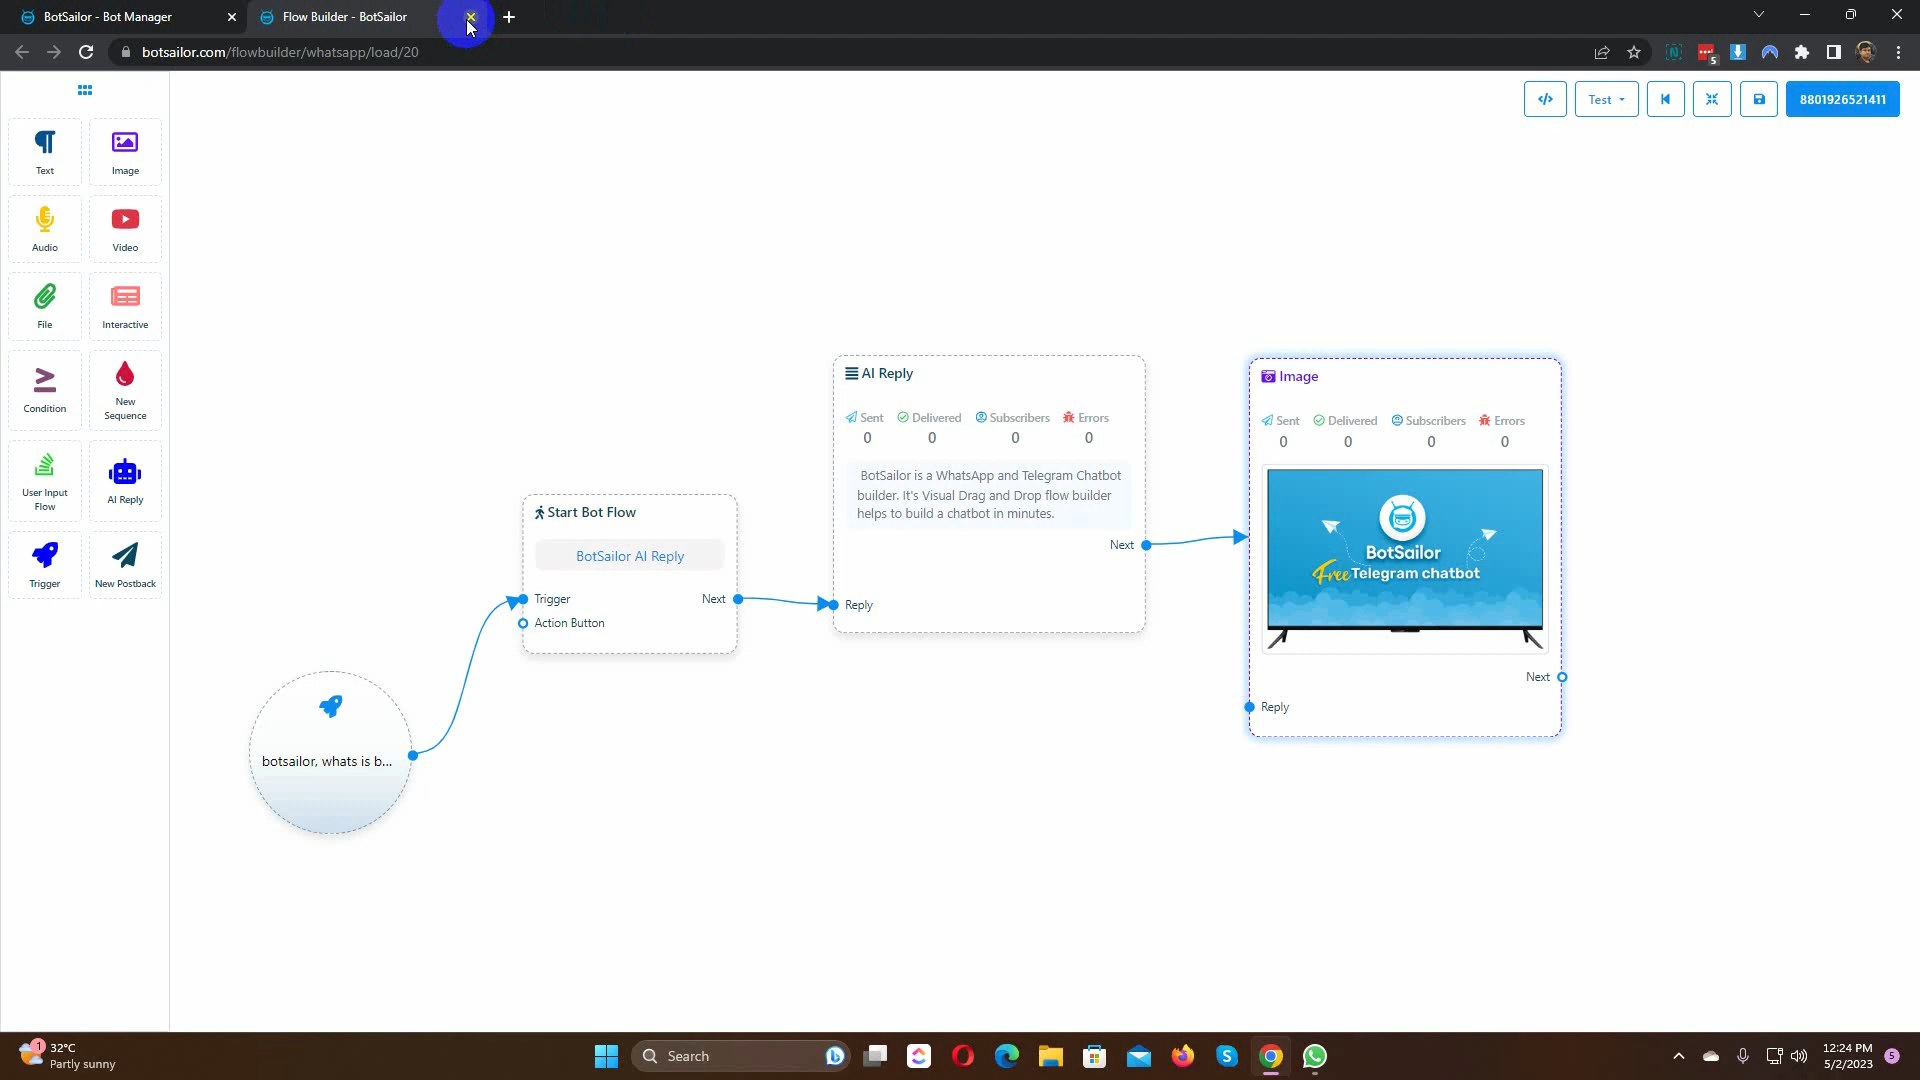 BotSailor - Bot Manager
Flow Builder - BotSailor
botsailor.com/flowbuilder/whatsapp/load/20
5
Test
8801926521411
Text
Image
Audio
Video
File
Interactive
Condition
New
Sequence
User Input
Flow
AI Reply
Trigger
New Postback
botsailor, whats is b...
Start Bot Flow
BotSailor AI Reply
Trigger
Next
Action Button
AI Reply
Sent Delivered Subscribers Errors
0 0 0 0
BotSailor is a WhatsApp and Telegram Chatbot
builder. It's Visual Drag and Drop flow builder
helps to build a chatbot in minutes.
Next
Reply
Image
Sent Delivered Subscribers Errors
0 0 0 0
BotSailor
Free Telegram chatbot
Next
Reply
1
32°C
Partly sunny
Search
12:24 PM
5/2/2023
5